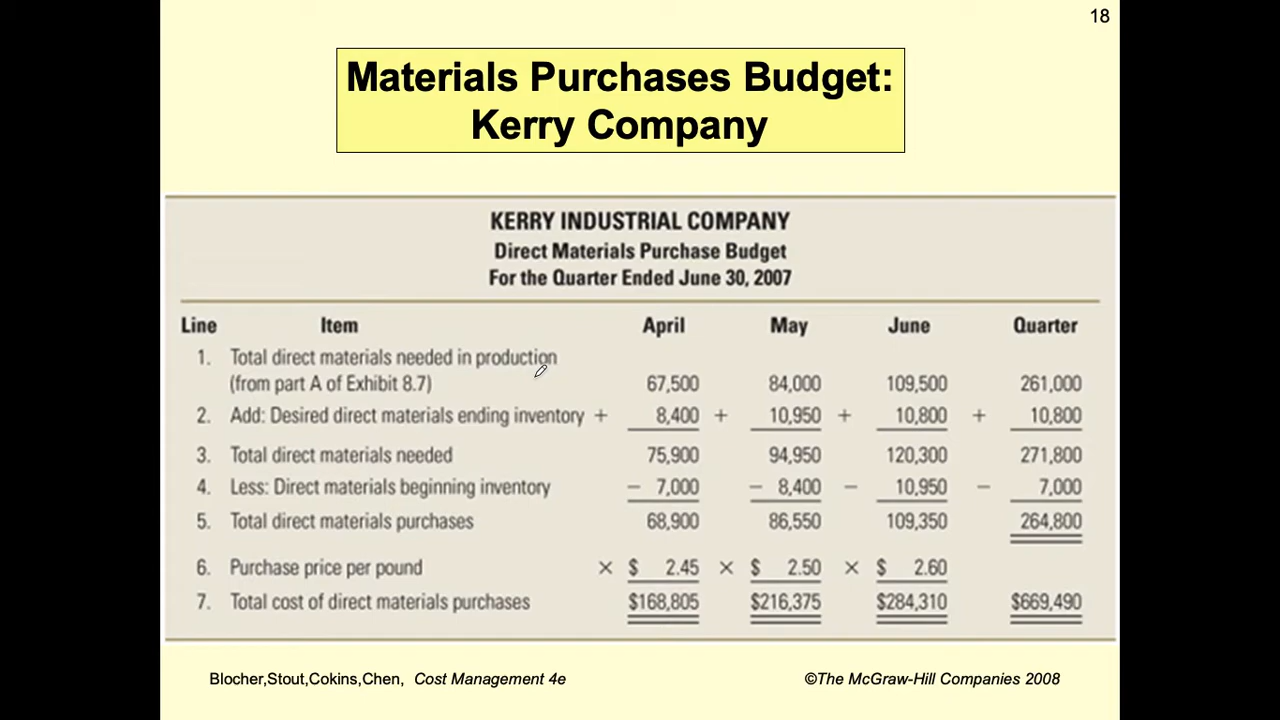 18
Materials Purchases Budget:
Kerry Company
KERRY INDUSTRIAL COMPANY
Direct Materials Purchase Budget
For the Quarter Ended June 30, 2007
Line Item April May June Quarter
1. Total direct materials needed in production
(from part A of Exhibit 8.7) 67,500 84,000 109,500 261,000
2. Add: Desired direct materials ending inventory + 8,400 + 10,950 + 10,800 + 10,800
3. Total direct materials needed 75,900 94,950 120,300 271,800
4. Less: Direct materials beginning inventory − 7,000 − 8,400 − 10,950 − 7,000
5. Total direct materials purchases 68,900 86,550 109,350 264,800
6. Purchase price per pound × $ 2.45 × $ 2.50 × $ 2.60
7. Total cost of direct materials purchases $168,805 $216,375 $284,310 $669,490
Blocher,Stout,Cokins,Chen, Cost Management 4e ©The McGraw-Hill Companies 2008